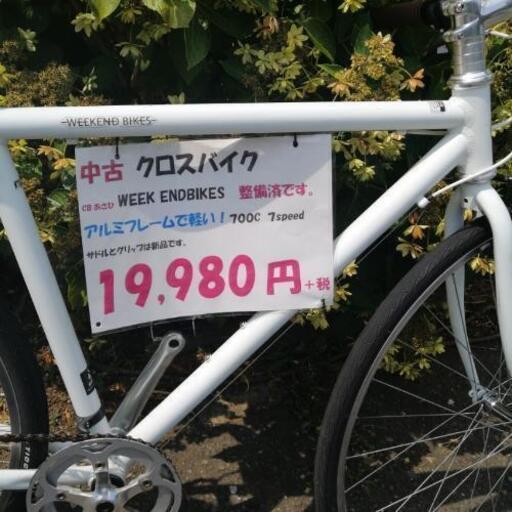 -WEEKEND BIKES-
中古 クロスバイク
CBあさひ WEEK ENDBIKES 整備済です。
アルミフレームで軽い! 700C 7speed
サドルとグリップは新品です。
19,980円+税